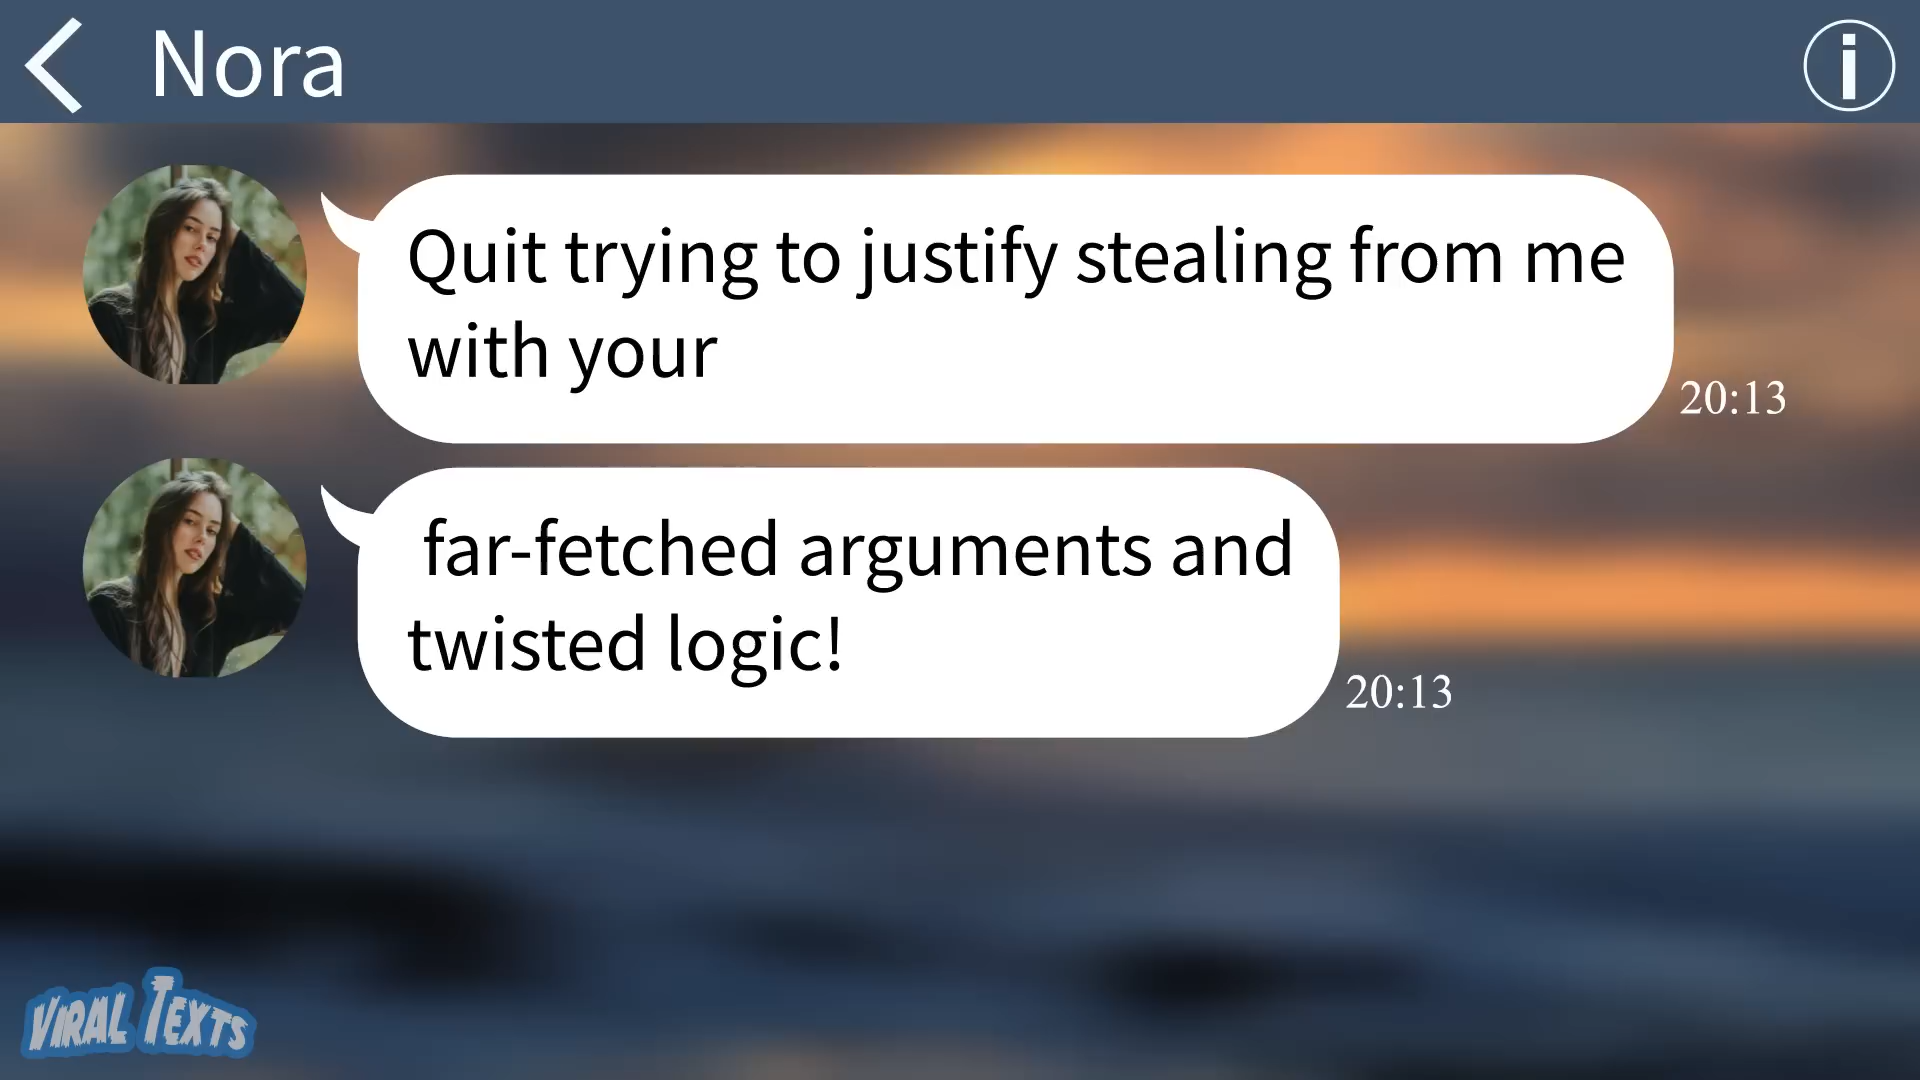 Nora
Quit trying to justify stealing from me
with your
20:13
far-fetched arguments and
twisted logic!
20:13
VIRAL TEXTS